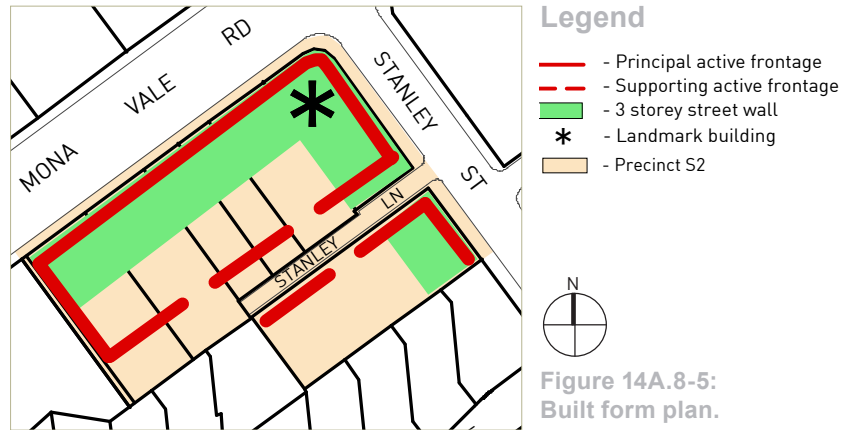 MONA VALE RD
STANLEY ST
STANLEY LN
Legend
- Principal active frontage
- Supporting active frontage
- 3 storey street wall
- Landmark building
- Precinct S2
N
Figure 14A.8-5:
Built form plan.